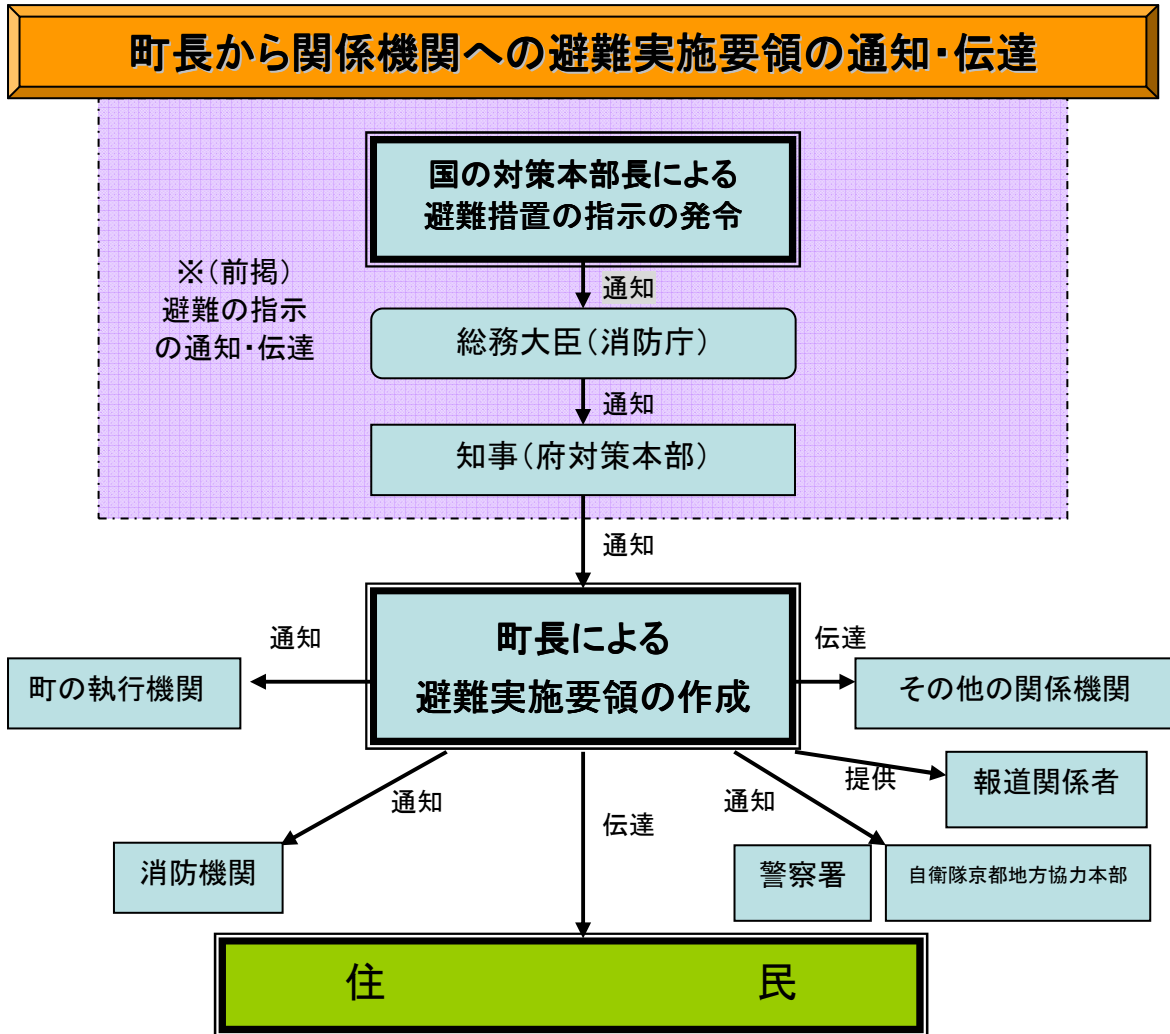 町長から関係機関への避難実施要領の通知・伝達
国の対策本部長による
避難措置の指示の発令
※（前掲）
避難の指示
の通知・伝達
通知
総務大臣（消防庁）
通知
知事（府対策本部）
通知
町長による
避難実施要領の作成
通知
伝達
町の執行機関
その他の関係機関
通知
伝達
通知
提供
報道関係者
消防機関
警察署
自衛隊京都地方協力本部
住民